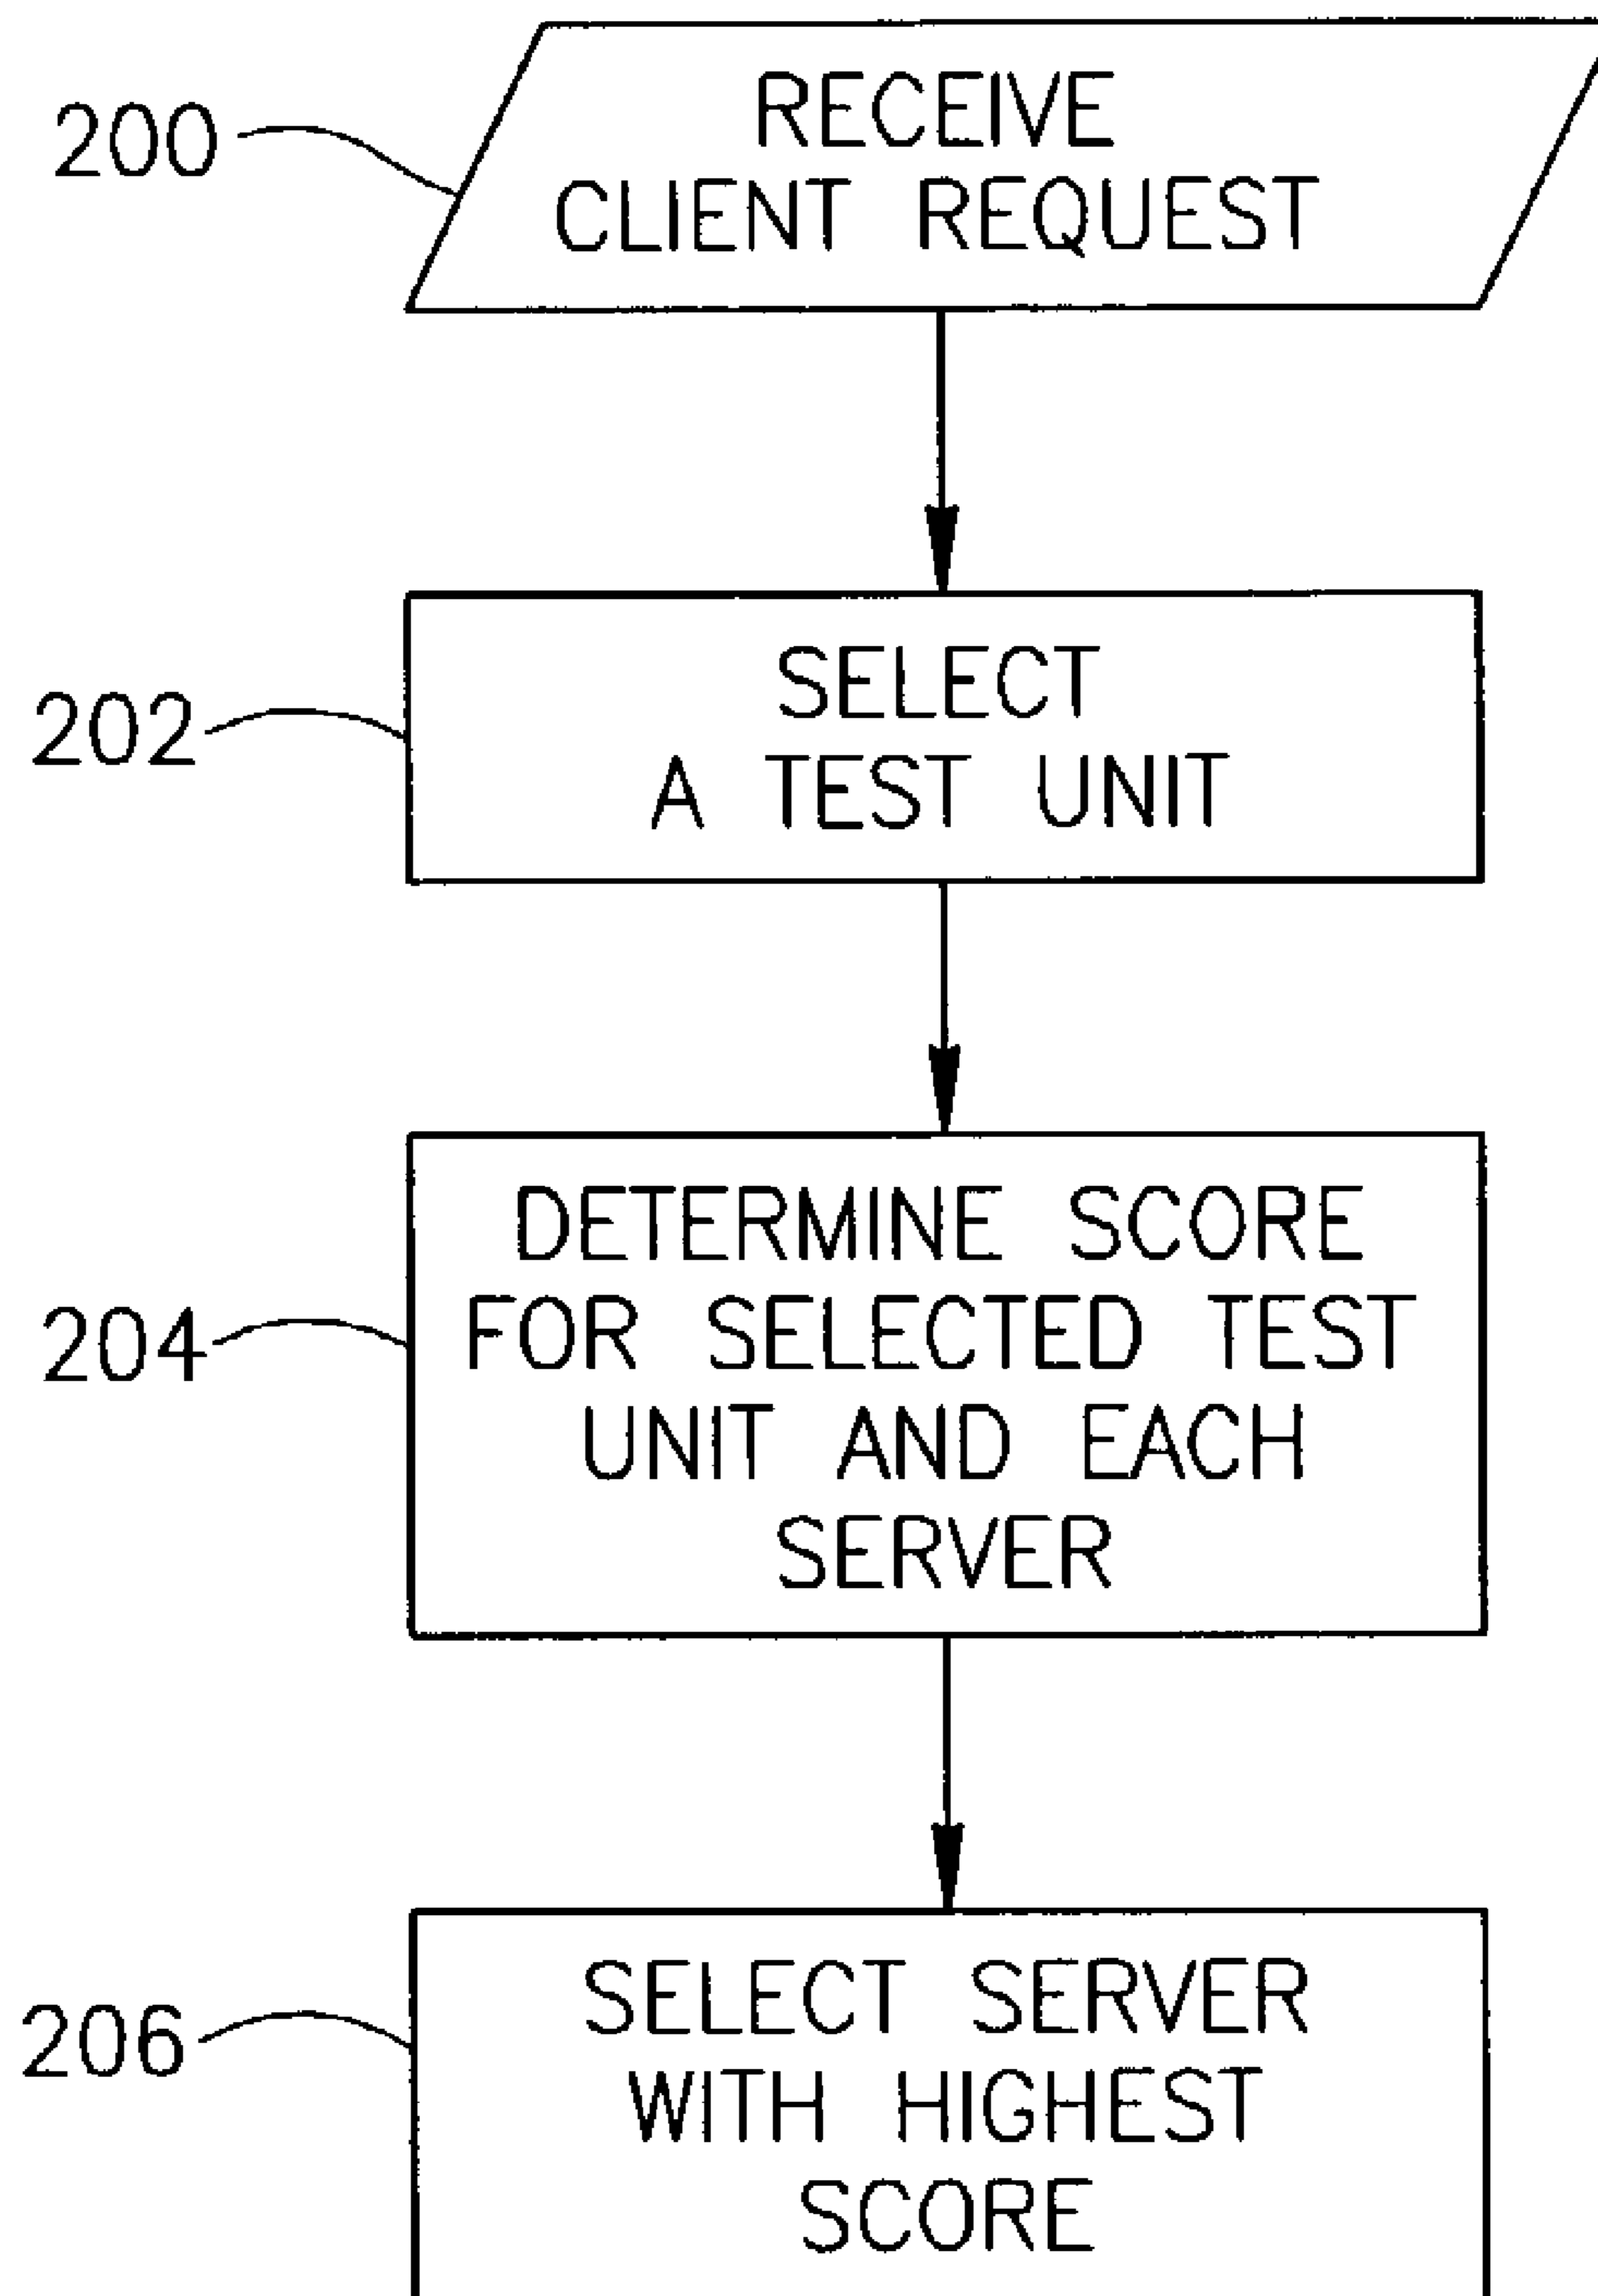 200
RECEIVE
CLIENT REQUEST
202
SELECT
A TEST UNIT
204
DETERMINE SCORE
FOR SELECTED TEST
UNIT AND EACH
SERVER
206
SELECT SERVER
WITH HIGHEST
SCORE